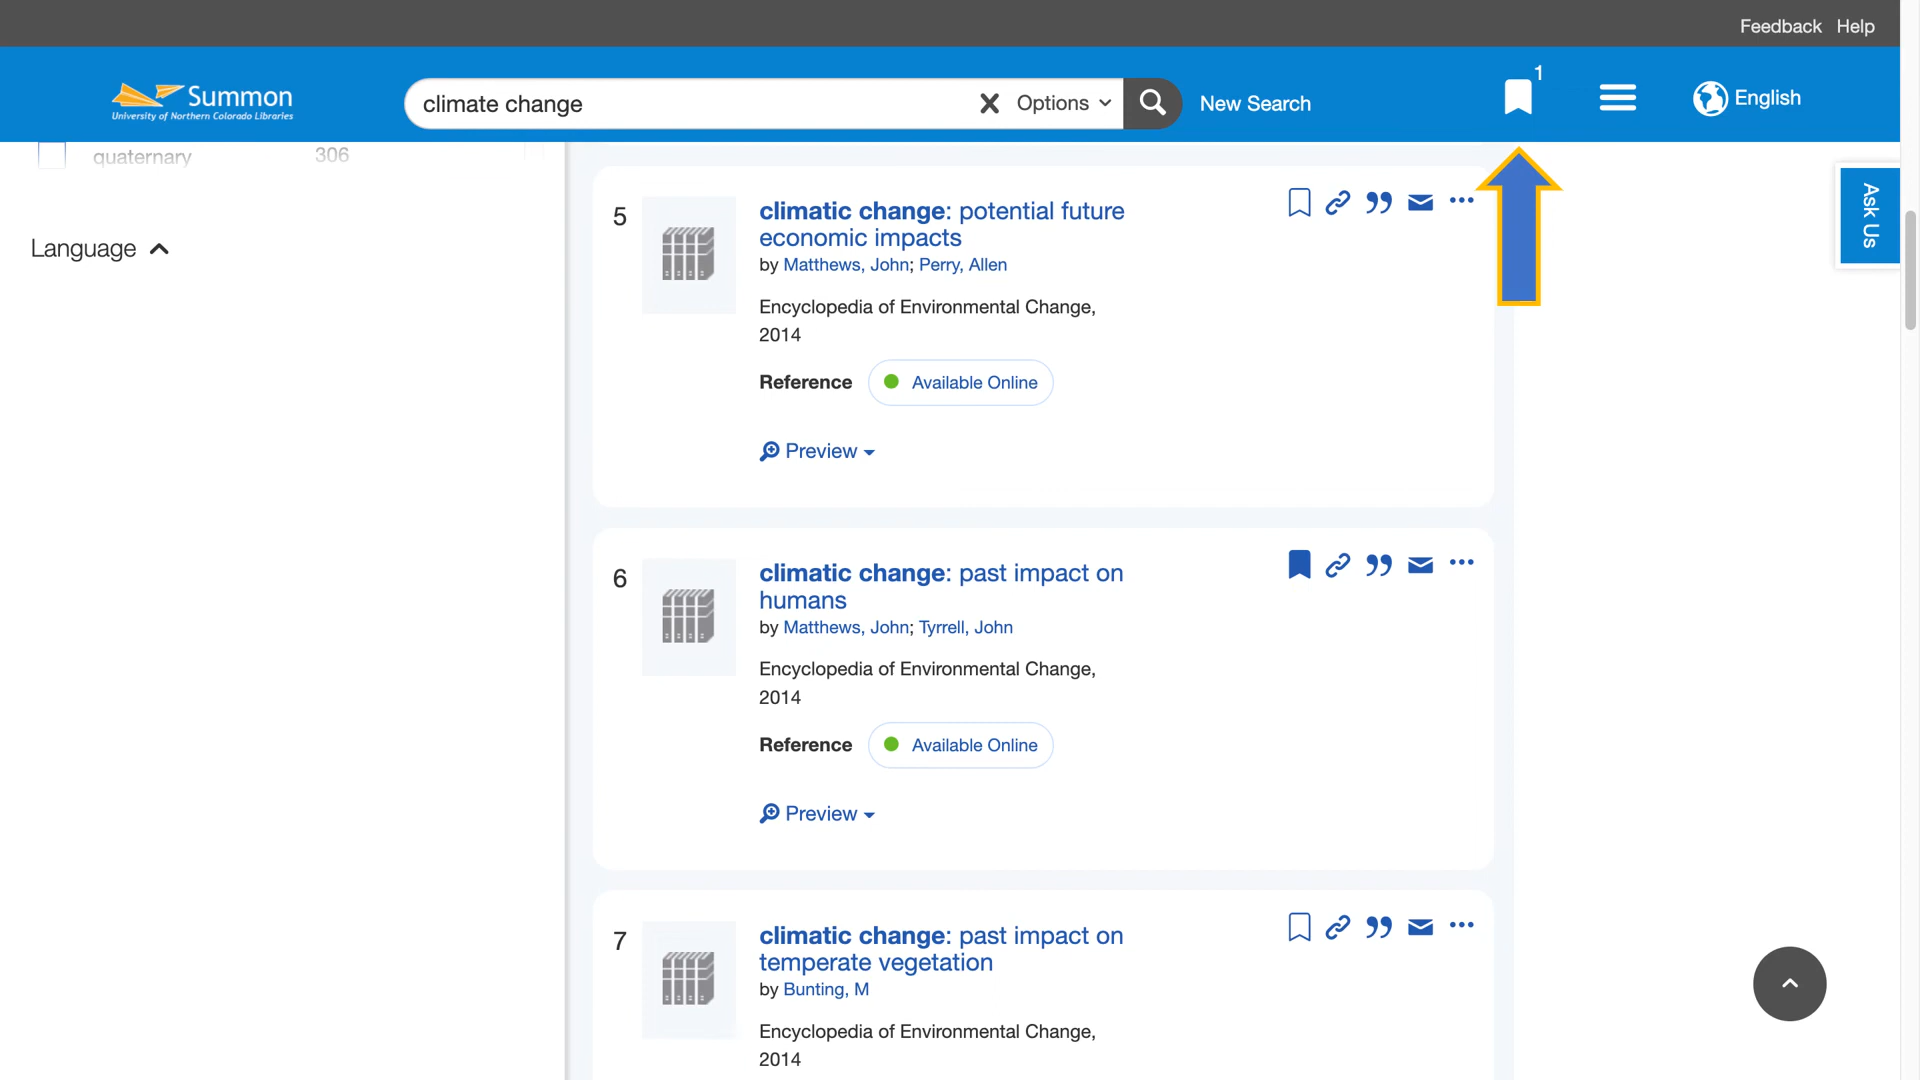 Feedback Help
Summon
University of Northern Colorado Libraries
climate change
Options
New Search
1
English
quaternary 306
Language
Ask Us
5
climatic change: potential future
economic impacts
by Matthews, John; Perry, Allen
Encyclopedia of Environmental Change,
2014
Reference Available Online
Preview
6
climatic change: past impact on
humans
by Matthews, John; Tyrrell, John
Encyclopedia of Environmental Change,
2014
Reference Available Online
Preview
7
climatic change: past impact on
temperate vegetation
by Bunting, M
Encyclopedia of Environmental Change,
2014